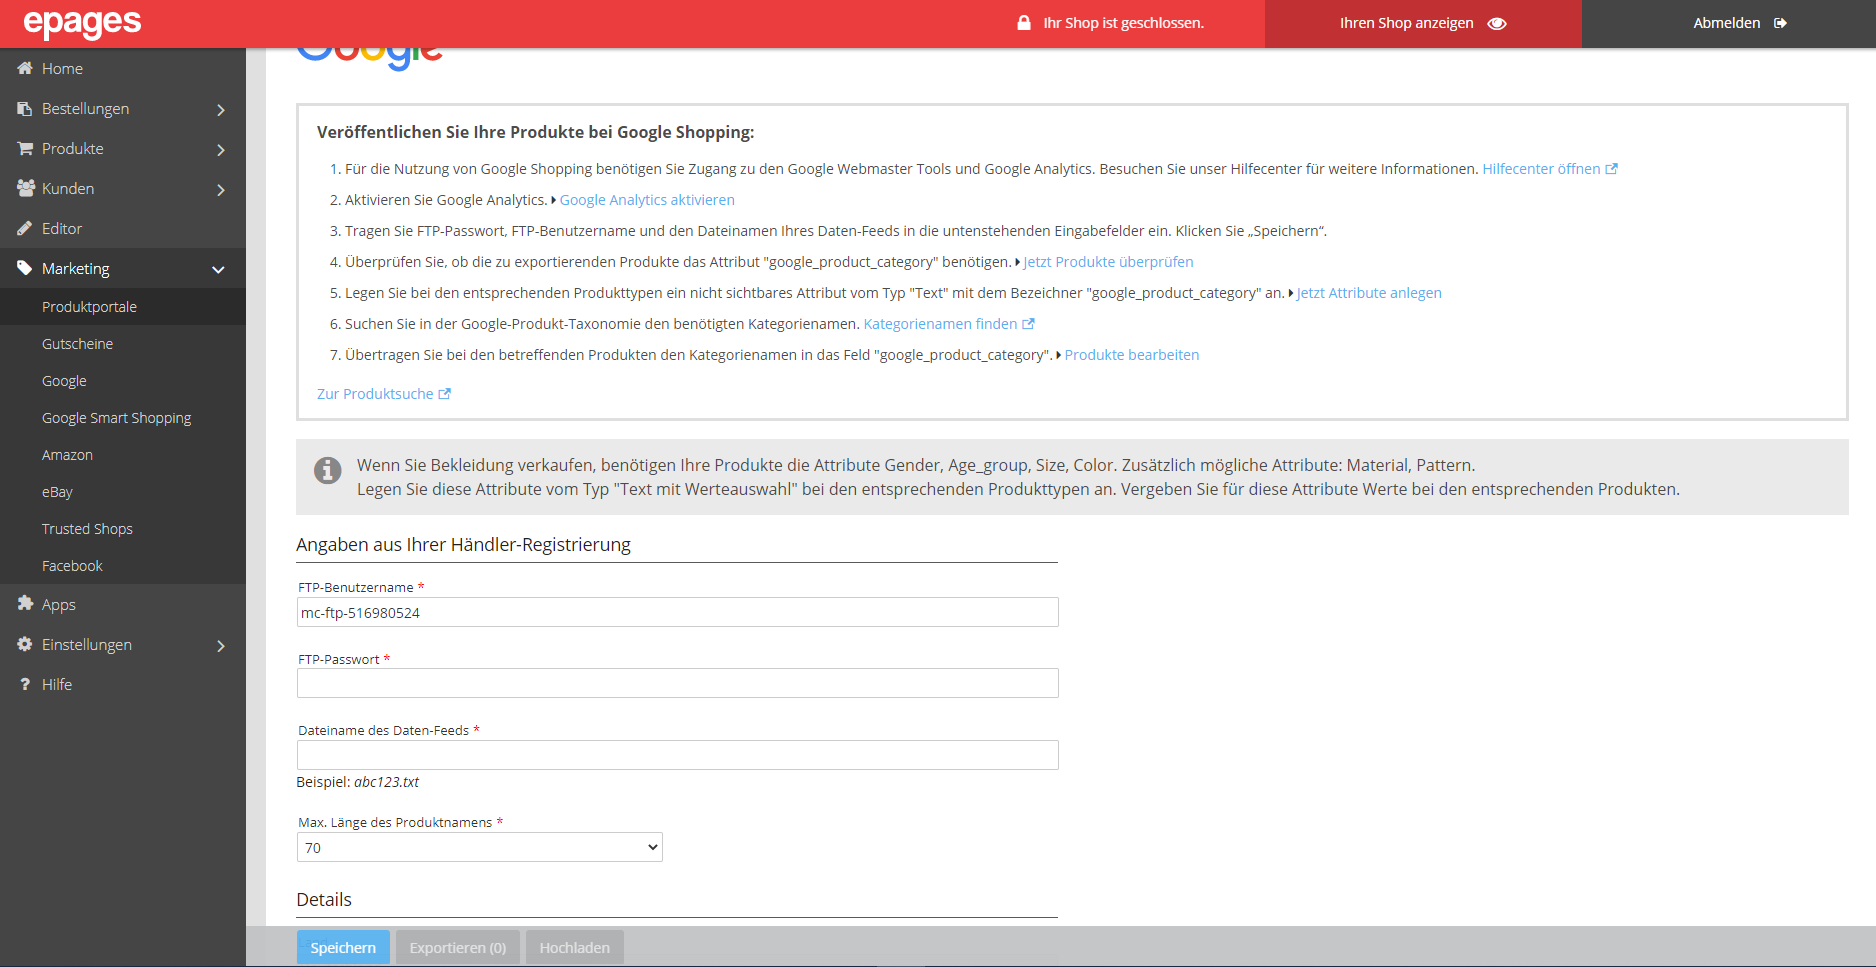 epages
Ihr Shop ist geschlossen.
Ihren Shop anzeigen
Abmelden
Home
Bestellungen
Produkte
Kunden
Editor
Marketing
Produktportale
Gutscheine
Google
Google Smart Shopping
Amazon
eBay
Trusted Shops
Facebook
Apps
Einstellungen
? Hilfe
Google
Veröffentlichen Sie Ihre Produkte bei Google Shopping:
1. Für die Nutzung von Google Shopping benötigen Sie Zugang zu den Google Webmaster Tools und Google Analytics. Besuchen Sie unser Hilfecenter für weitere Informationen. Hilfecenter öffnen
2. Aktivieren Sie Google Analytics. Google Analytics aktivieren
3. Tragen Sie FTP-Passwort, FTP-Benutzername und den Dateinamen Ihres Daten-Feeds in die untenstehenden Eingabefelder ein. Klicken Sie „Speichern“.
4. Überprüfen Sie, ob die zu exportierenden Produkte das Attribut "google_product_category" benötigen. Jetzt Produkte überprüfen
5. Legen Sie bei den entsprechenden Produkttypen ein nicht sichtbares Attribut vom Typ "Text" mit dem Bezeichner "google_product_category" an. Jetzt Attribute anlegen
6. Suchen Sie in der Google-Produkt-Taxonomie den benötigten Kategorienamen. Kategorienamen finden
7. Übertragen Sie bei den betreffenden Produkten den Kategorienamen in das Feld "google_product_category". Produkte bearbeiten
Zur Produktsuche
Wenn Sie Bekleidung verkaufen, benötigen Ihre Produkte die Attribute Gender, Age_group, Size, Color. Zusätzlich mögliche Attribute: Material, Pattern.
Legen Sie diese Attribute vom Typ "Text mit Werteauswahl" bei den entsprechenden Produkttypen an. Vergeben Sie für diese Attribute Werte bei den entsprechenden Produkten.
Angaben aus Ihrer Händler-Registrierung
FTP-Benutzername *
mc-ftp-516980524
FTP-Passwort *
Dateiname des Daten-Feeds *
Beispiel: abc123.txt
Max. Länge des Produktnamens *
70
Details
Speichern
Exportieren (0)
Hochladen